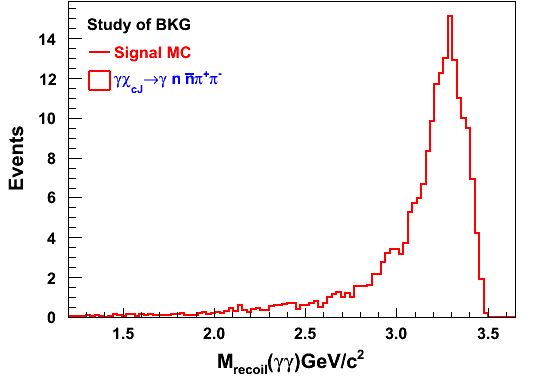 Study of BKG
Signal MC
γχcJ→γ n n̅π⁺π⁻
Events
14
12
10
8
6
4
2
0
1.5 2.0 2.5 3.0 3.5
Mrecoil(γγ)GeV/c²